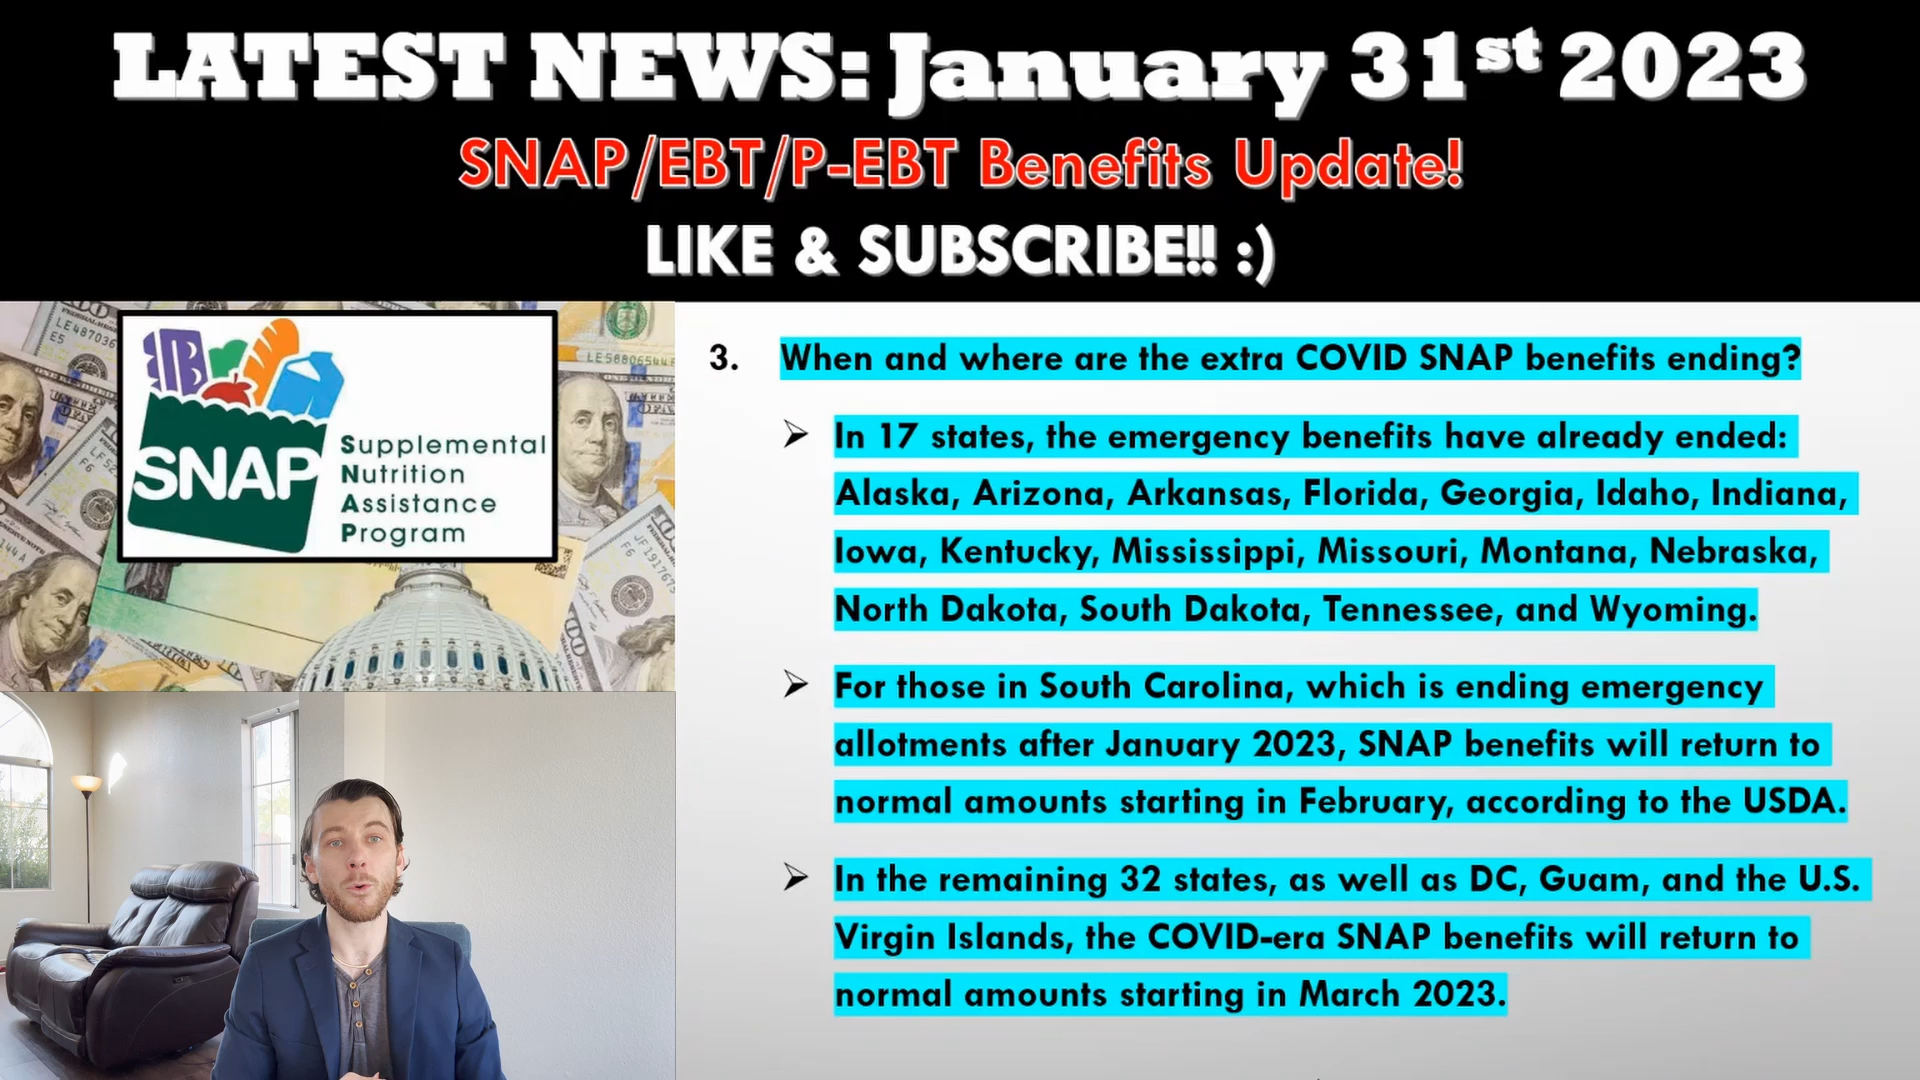 LATEST NEWS: January 31st 2023
SNAP/EBT/P-EBT Benefits Update!
LIKE & SUBSCRIBE!! :)
SNAP
Supplemental
Nutrition
Assistance
Program
3. When and where are the extra COVID SNAP benefits ending?
➢ In 17 states, the emergency benefits have already ended:
Alaska, Arizona, Arkansas, Florida, Georgia, Idaho, Indiana,
Iowa, Kentucky, Mississippi, Missouri, Montana, Nebraska,
North Dakota, South Dakota, Tennessee, and Wyoming.
➢ For those in South Carolina, which is ending emergency
allotments after January 2023, SNAP benefits will return to
normal amounts starting in February, according to the USDA.
➢ In the remaining 32 states, as well as DC, Guam, and the U.S.
Virgin Islands, the COVID-era SNAP benefits will return to
normal amounts starting in March 2023.